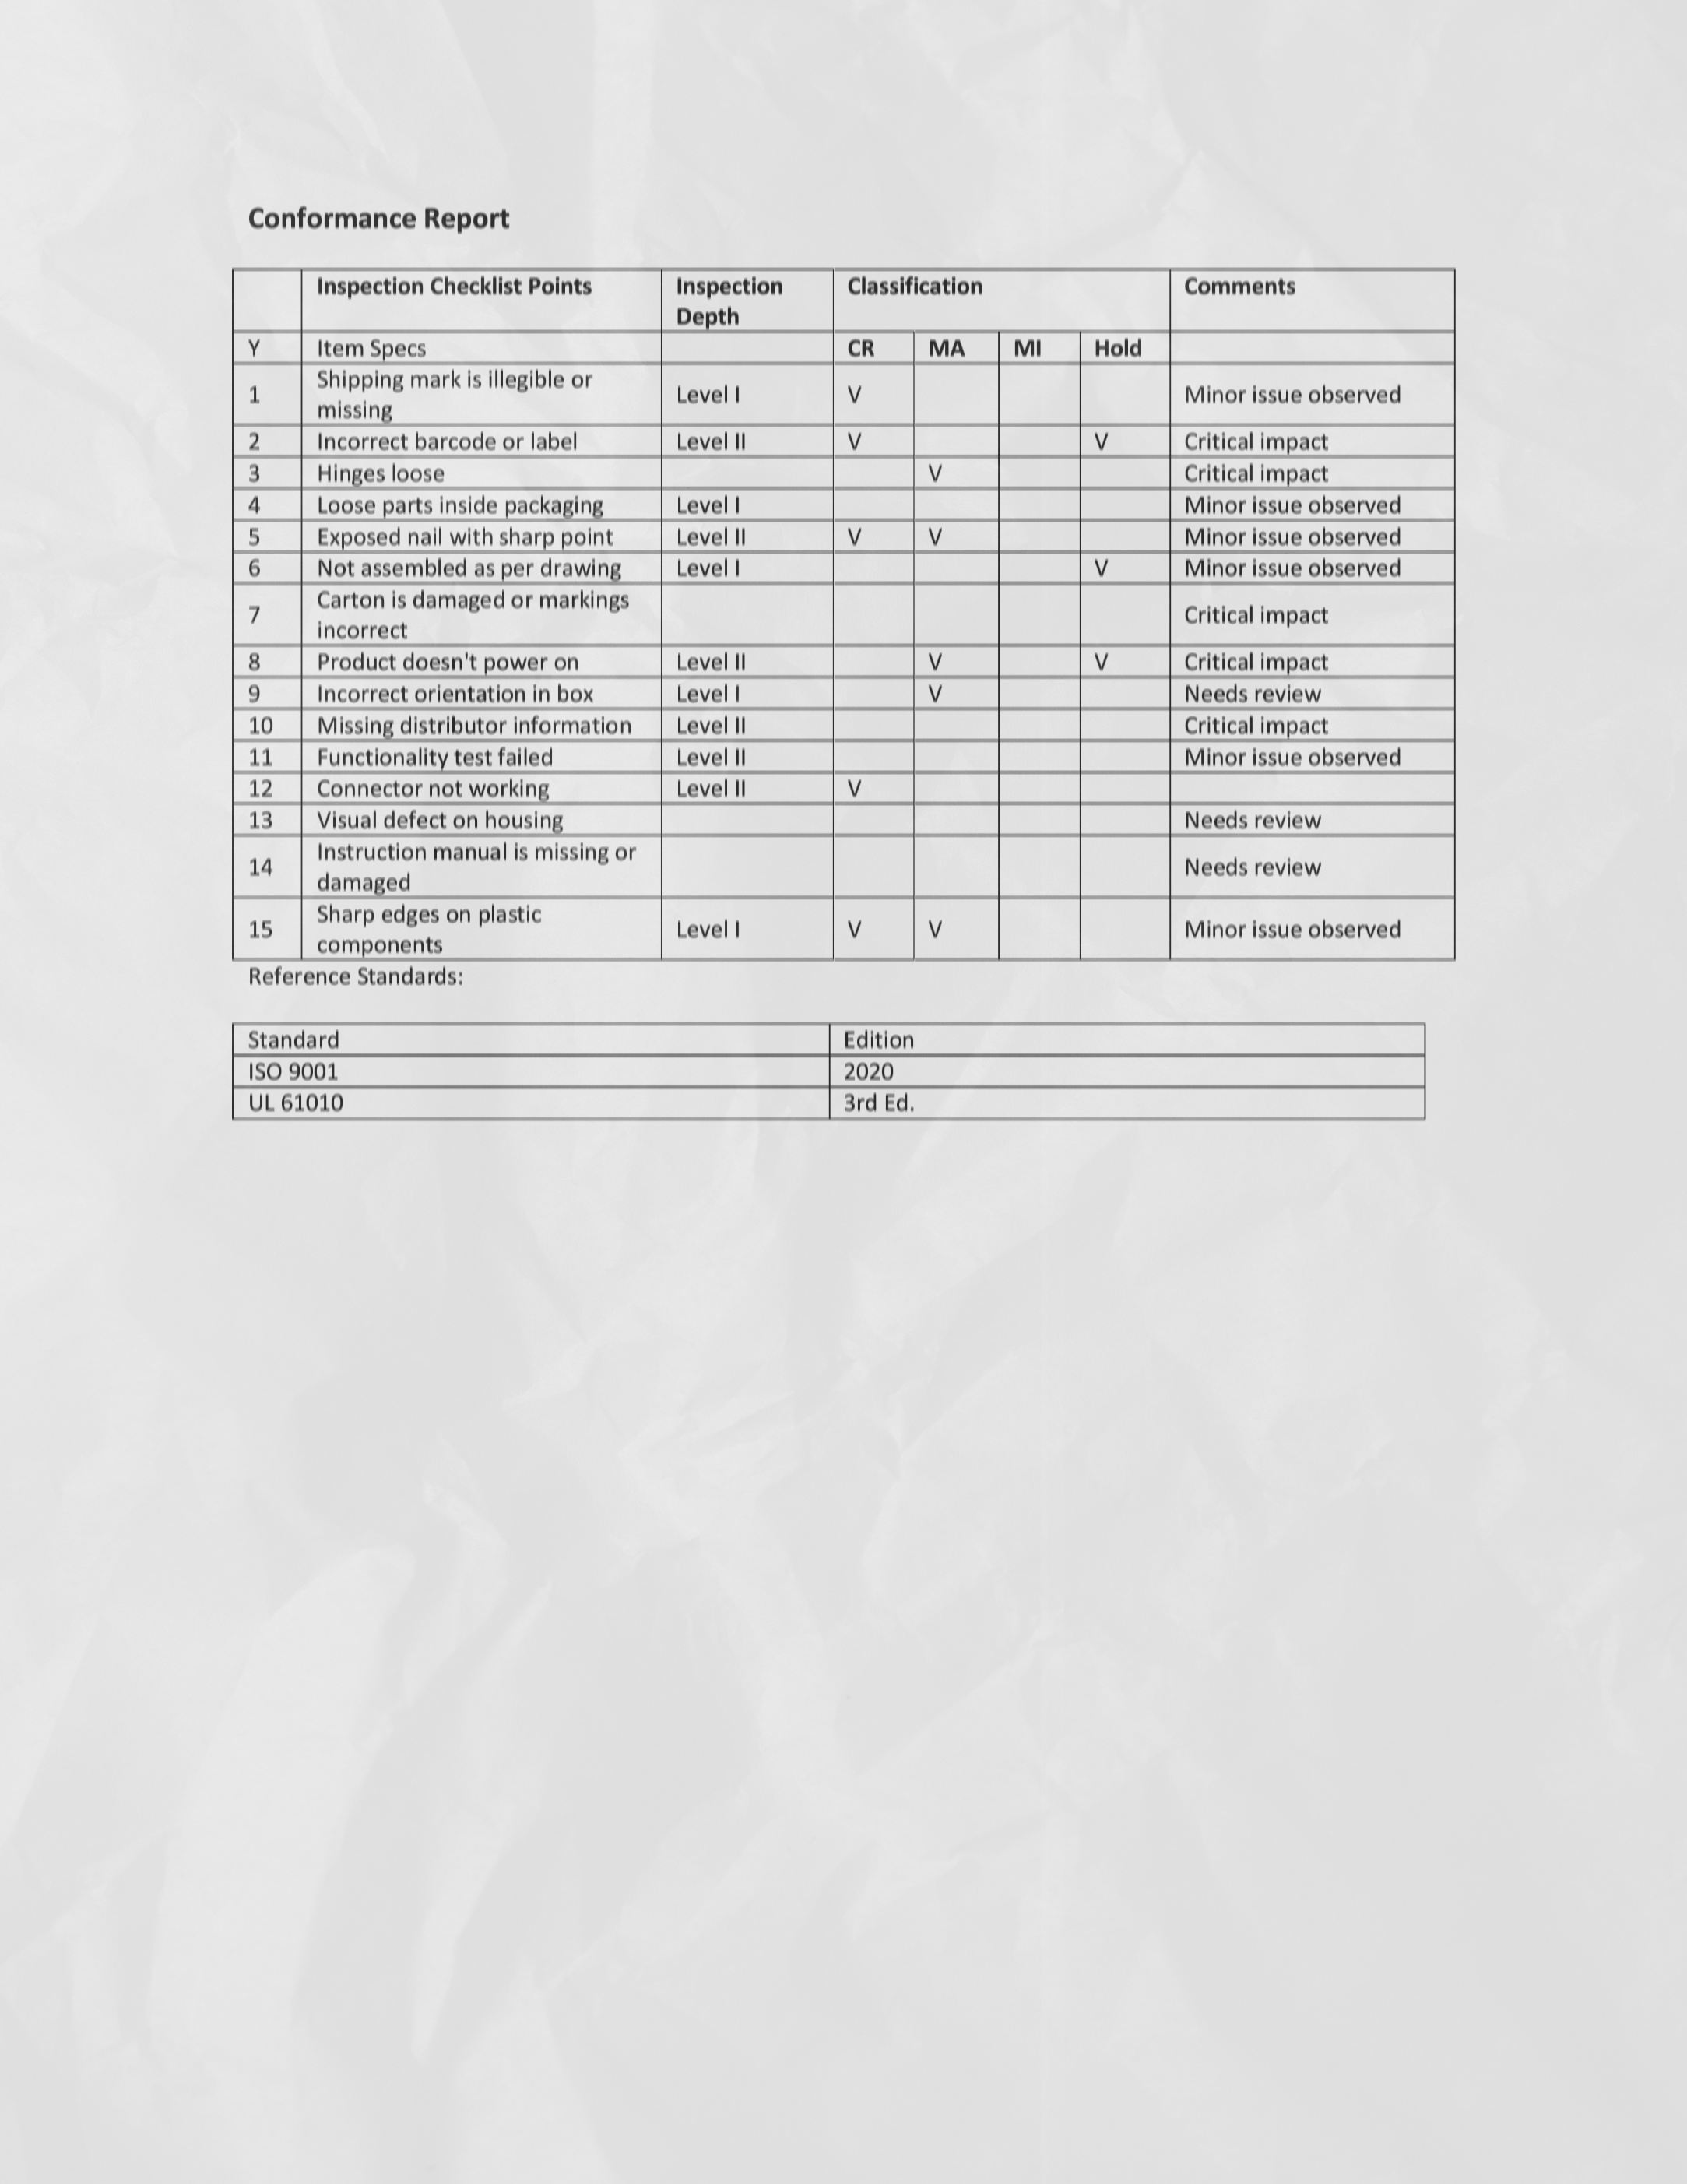 Conformance Report
Inspection Checklist Points Inspection Depth Classification Comments
Y Item Specs CR MA MI Hold
1 Shipping mark is illegible or missing Level I V Minor issue observed
2 Incorrect barcode or label Level II V V Critical impact
3 Hinges loose V Critical impact
4 Loose parts inside packaging Level I Minor issue observed
5 Exposed nail with sharp point Level II V V Minor issue observed
6 Not assembled as per drawing Level I V Minor issue observed
7 Carton is damaged or markings incorrect Critical impact
8 Product doesn't power on Level II V V Critical impact
9 Incorrect orientation in box Level I V Needs review
10 Missing distributor information Level II Critical impact
11 Functionality test failed Level II Minor issue observed
12 Connector not working Level II V
13 Visual defect on housing Needs review
14 Instruction manual is missing or damaged Needs review
15 Sharp edges on plastic components Level I V V Minor issue observed
Reference Standards:
Standard Edition
ISO 9001 2020
UL 61010 3rd Ed.